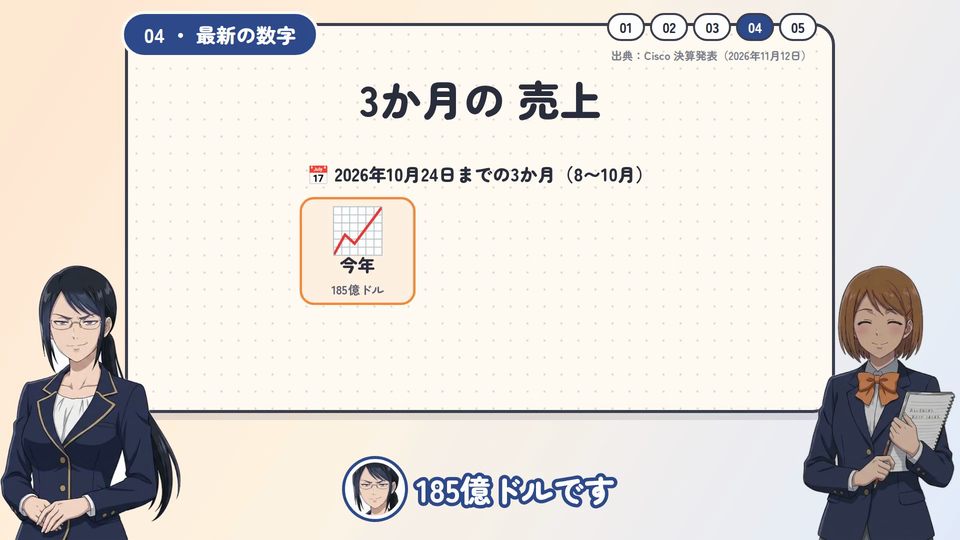 04 ・ 最新の数字
01 02 03 04 05
出典：Cisco 決算発表（2026年11月12日）
3か月の 売上
📅 2026年10月24日までの3か月（8〜10月）
今年
185億ドル
185億ドルです